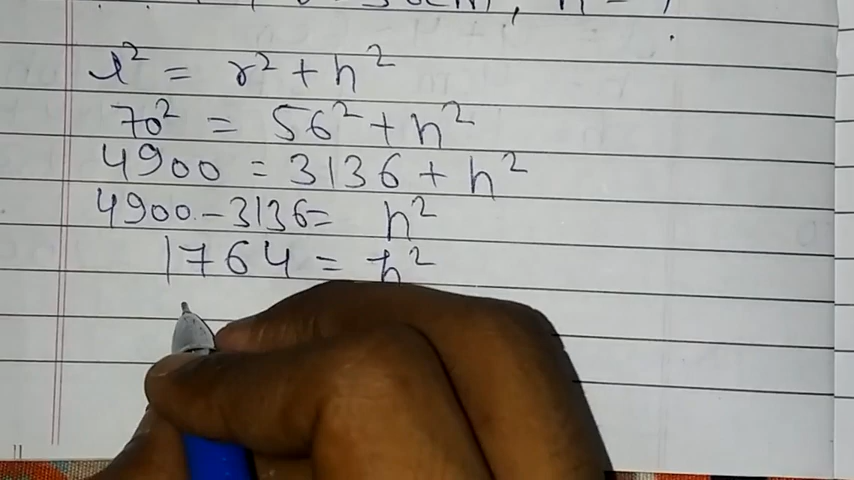 l² = r² + h²
70² = 56² + h²
4900 = 3136 + h²
4900 - 3136 = h²
1764 = h²